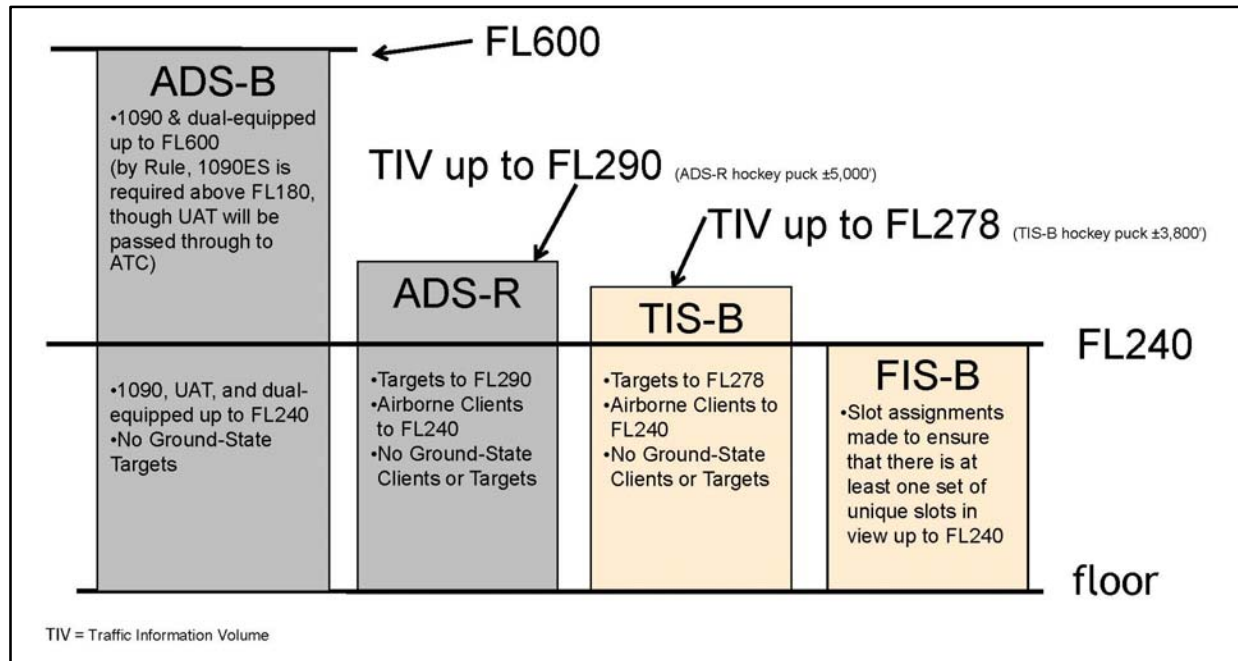 FL600
ADS-B
•1090 & dual-equipped
up to FL600
(by Rule, 1090ES is
required above FL180,
though UAT will be
passed through to
ATC)
TIV up to FL290 (ADS-R hockey puck ±5,000')
TIV up to FL278 (TIS-B hockey puck ±3,800')
ADS-R
TIS-B
FL240
•1090, UAT, and dual-
equipped up to FL240
•No Ground-State
Targets
•Targets to FL290
•Airborne Clients
to FL240
•No Ground-State
Clients or Targets
•Targets to FL278
•Airborne Clients to
FL240
•No Ground-State
Clients or Targets
FIS-B
•Slot assignments
made to ensure
that there is at
least one set of
unique slots in
view up to FL240
floor
TIV = Traffic Information Volume